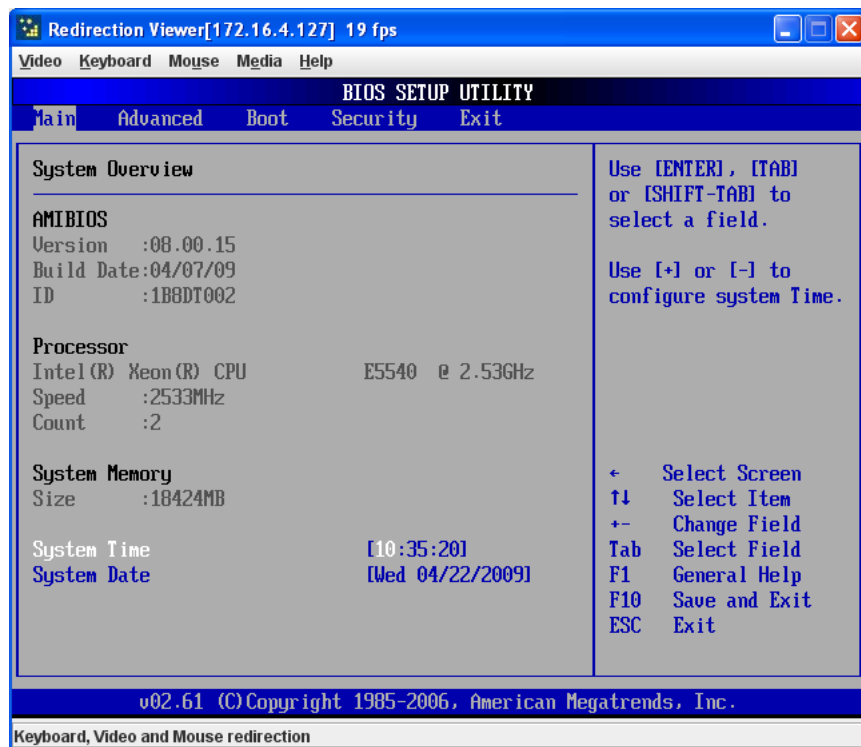 Redirection Viewer[172.16.4.127] 19 fps
Video Keyboard Mouse Media Help
BIOS SETUP UTILITY
Main Advanced Boot Security Exit
System Overview
AMIBIOS
Version :08.00.15
Build Date:04/07/09
ID :1B8DT002
Processor
Intel(R) Xeon(R) CPU E5540 @ 2.53GHz
Speed :2533MHz
Count :2
System Memory
Size :18424MB
System Time [10:35:20]
System Date [Wed 04/22/2009]
Use [ENTER], [TAB]
or [SHIFT-TAB] to
select a field.
Use [+] or [-] to
configure system Time.
← Select Screen
↑↓ Select Item
+- Change Field
Tab Select Field
F1 General Help
F10 Save and Exit
ESC Exit
v02.61 (C)Copyright 1985-2006, American Megatrends, Inc.
Keyboard, Video and Mouse redirection